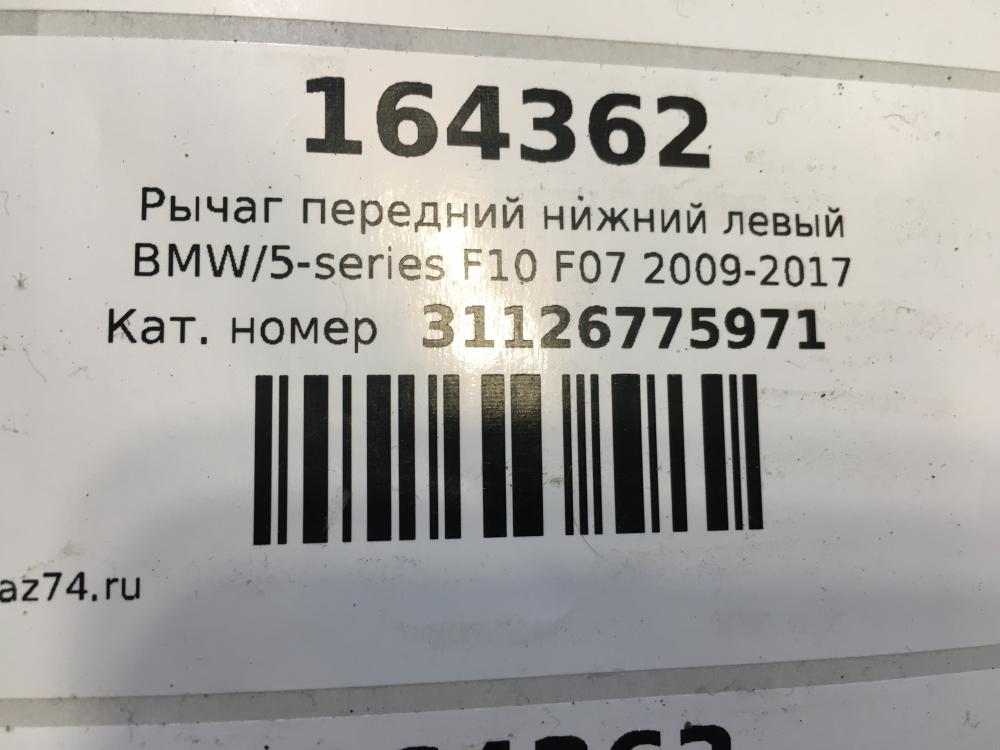 164362
Рычаг передний нижний левый
BMW/5-series F10 F07 2009-2017
Кат. номер 31126775971
az74.ru